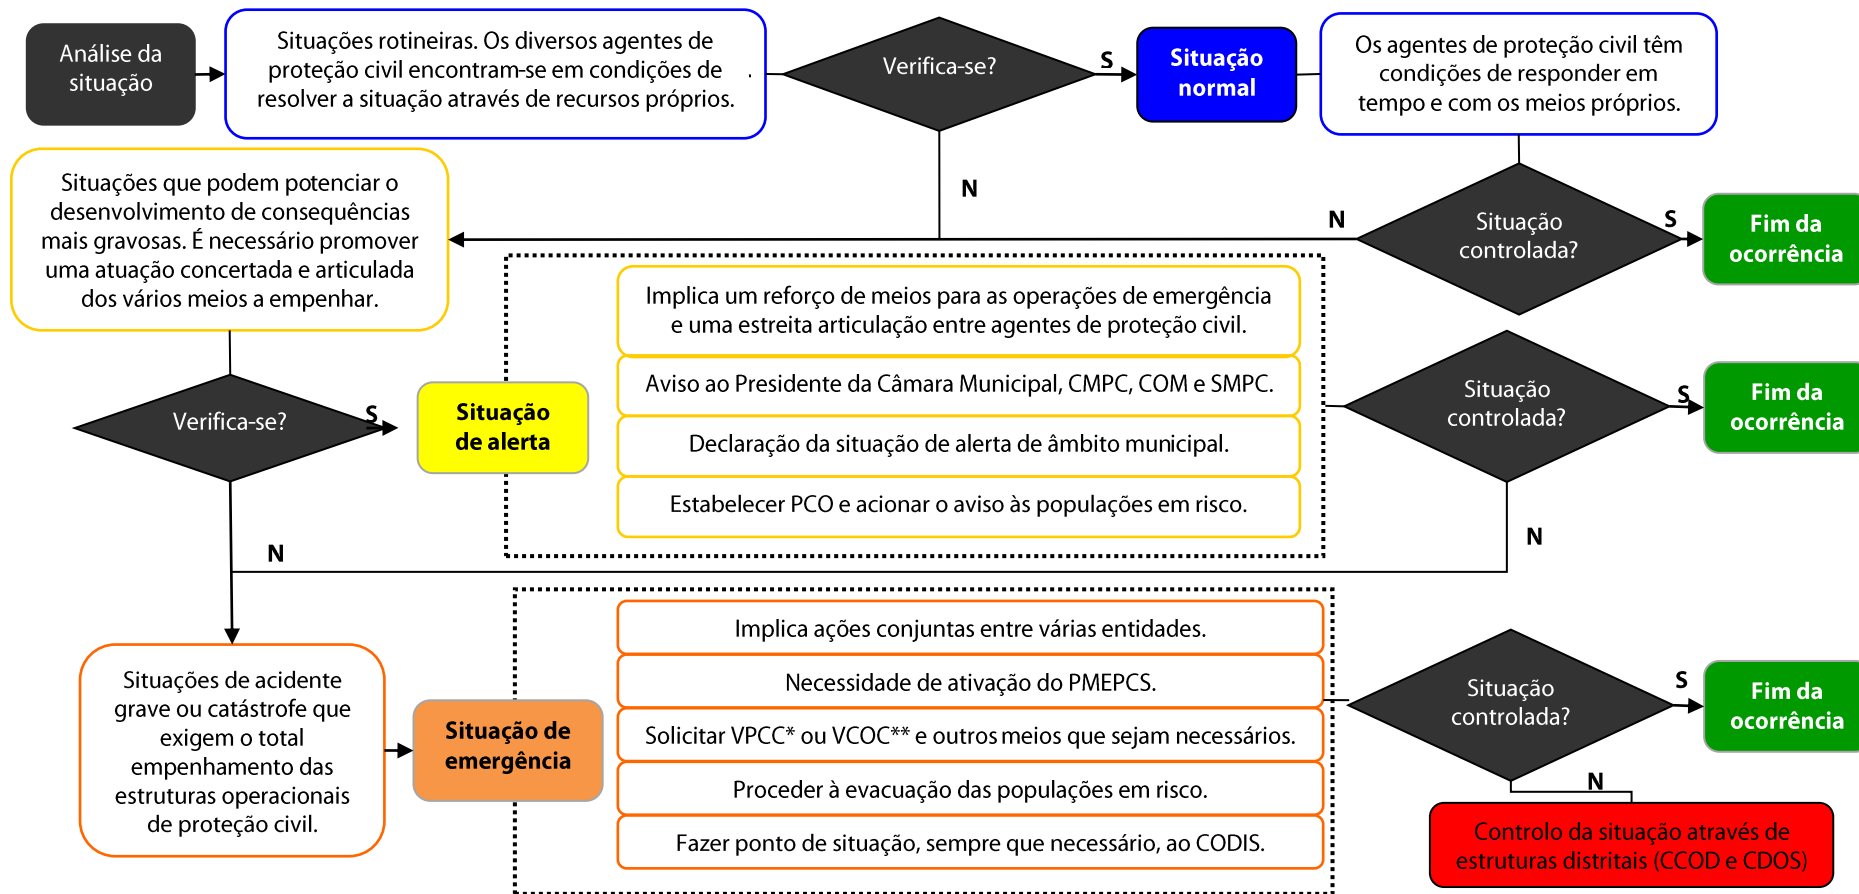 Análise da
situação
Situações rotineiras. Os diversos agentes de
proteção civil encontram-se em condições de
resolver a situação através de recursos próprios.
.
Verifica-se?
S
Situação
normal
Os agentes de proteção civil têm
condições de responder em
tempo e com os meios próprios.
N
Situações que podem potenciar o
desenvolvimento de consequências
mais gravosas. É necessário promover
uma atuação concertada e articulada
dos vários meios a empenhar.
N
Situação
controlada?
S
Fim da
ocorrência
Implica um reforço de meios para as operações de emergência
e uma estreita articulação entre agentes de proteção civil.
Aviso ao Presidente da Câmara Municipal, CMPC, COM e SMPC.
Declaração da situação de alerta de âmbito municipal.
Estabelecer PCO e acionar o aviso às populações em risco.
Verifica-se?
S
Situação
de alerta
Situação
controlada?
S
Fim da
ocorrência
N
N
Situações de acidente
grave ou catástrofe que
exigem o total
empenhamento das
estruturas operacionais
de proteção civil.
Situação de
emergência
Implica ações conjuntas entre várias entidades.
Necessidade de ativação do PMEPCS.
Solicitar VPCC* ou VCOC** e outros meios que sejam necessários.
Proceder à evacuação das populações em risco.
Fazer ponto de situação, sempre que necessário, ao CODIS.
Situação
controlada?
S
Fim da
ocorrência
N
Controlo da situação através de
estruturas distritais (CCOD e CDOS)